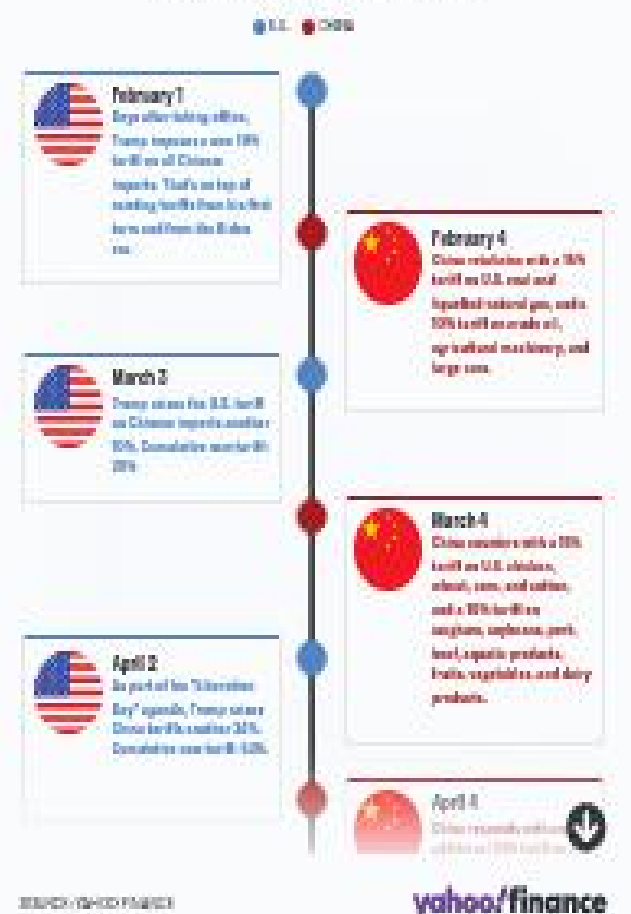 U.S. CHINA
February 1
Days after taking office,
Trump imposes a new 10%
tariff on all Chinese
imports. That's on top of
existing tariffs from his first
term and from the Biden
era.
February 4
China retaliates with a 15%
tariff on U.S. coal and
liquefied natural gas, and a
10% tariff on crude oil,
agricultural machinery, and
large cars.
March 3
Trump raises the U.S. tariff
on Chinese imports another
10%. Cumulative new tariff:
20%
March 4
China counters with a 15%
tariff on U.S. chicken,
wheat, corn, and cotton,
and a 10% tariff on
sorghum, soybeans, pork,
beef, aquatic products,
fruits, vegetables, and dairy
products.
April 2
As part of his "Liberation
Day" agenda, Trump raises
China tariffs another 34%.
Cumulative new tariff: 54%.
April 4
China responds with
SOURCE: YAHOO FINANCE
yahoo!finance